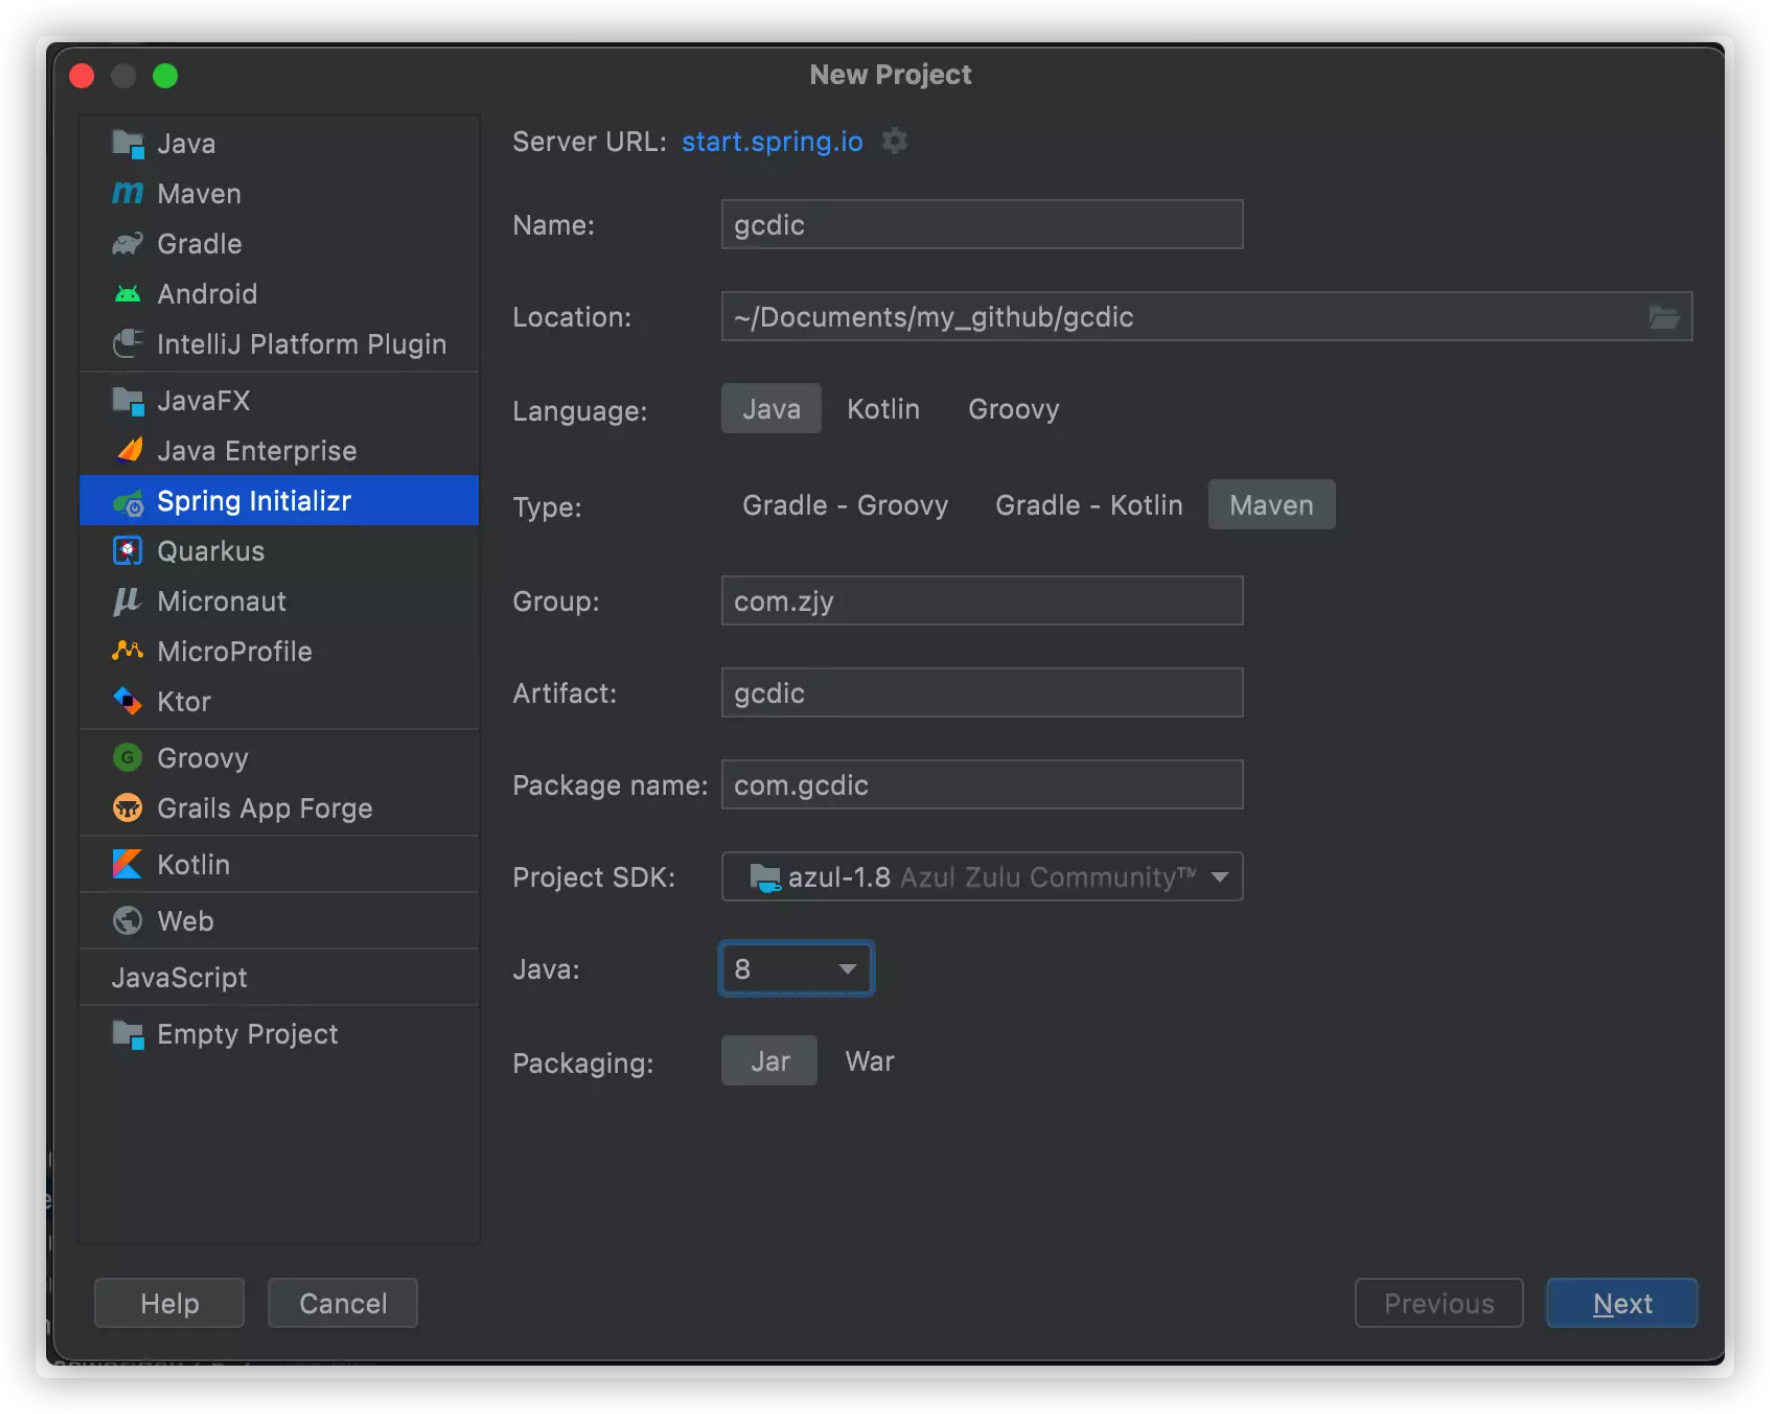 New Project
Java
Maven
Gradle
Android
IntelliJ Platform Plugin
JavaFX
Java Enterprise
Spring Initializr
Quarkus
Micronaut
MicroProfile
Ktor
Groovy
Grails App Forge
Kotlin
Web
JavaScript
Empty Project
Server URL: start.spring.io
Name: gcdic
Location: ~/Documents/my_github/gcdic
Language: Java Kotlin Groovy
Type: Gradle - Groovy Gradle - Kotlin Maven
Group: com.zjy
Artifact: gcdic
Package name: com.gcdic
Project SDK: azul-1.8 Azul Zulu Community™
Java: 8
Packaging: Jar War
Help Cancel Previous Next